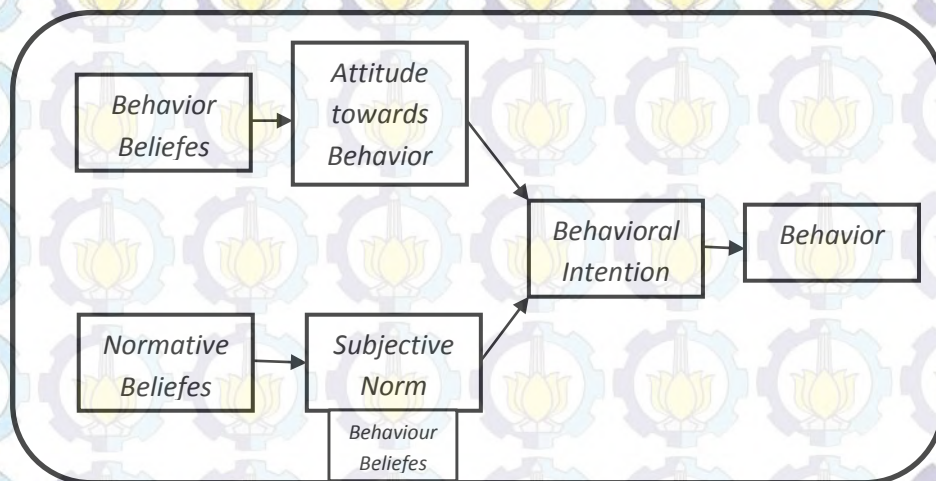 Behavior
Beliefes
Attitude
towards
Behavior
Behavioral
Intention
Behavior
Normative
Beliefes
Subjective
Norm
Behaviour
Beliefes